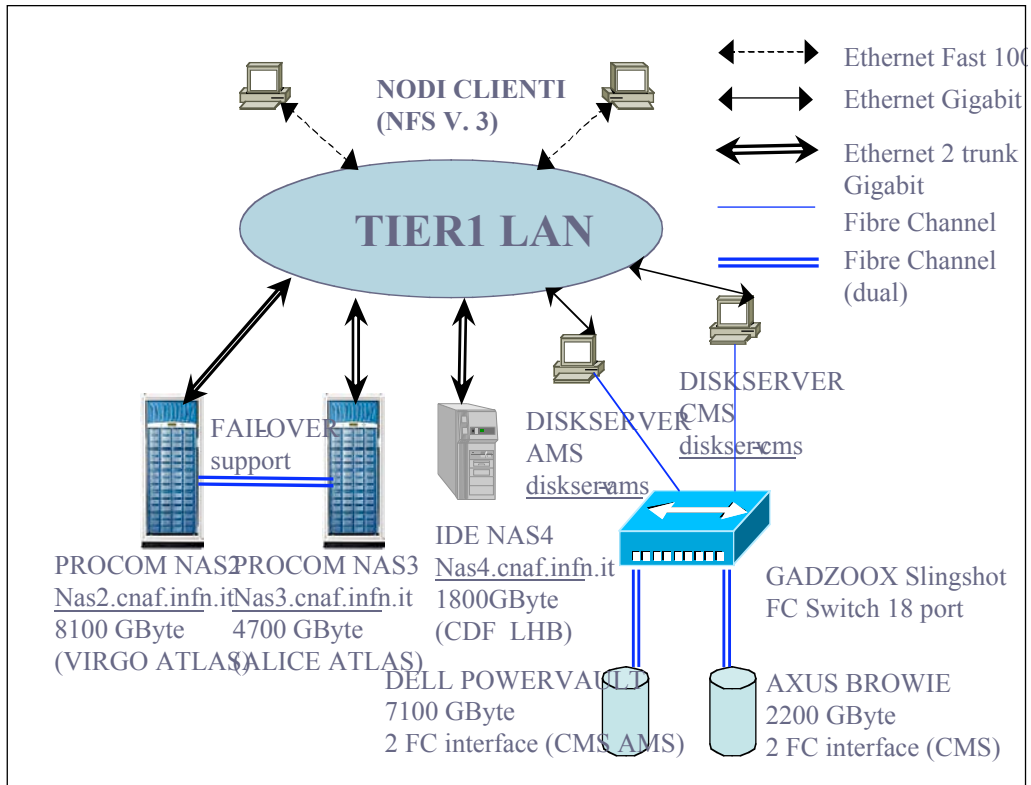 NODI CLIENTI
(NFS V. 3)
Ethernet Fast 100
Ethernet Gigabit
Ethernet 2 trunk
Gigabit
Fibre Channel
Fibre Channel
(dual)
TIER1 LAN
FAIL-OVER
support
DISKSERVER
AMS
diskserv-ams
DISKSERVER
CMS
diskserv-cms
PROCOM NAS2
Nas2.cnaf.infn.it
8100 GByte
(VIRGO ATLAS)
PROCOM NAS3
Nas3.cnaf.infn.it
4700 GByte
(ALICE ATLAS)
IDE NAS4
Nas4.cnaf.infn.it
1800GByte
(CDF LHB)
GADZOOX Slingshot
FC Switch 18 port
DELL POWERVAULT
7100 GByte
2 FC interface (CMS AMS)
AXUS BROWIE
2200 GByte
2 FC interface (CMS)